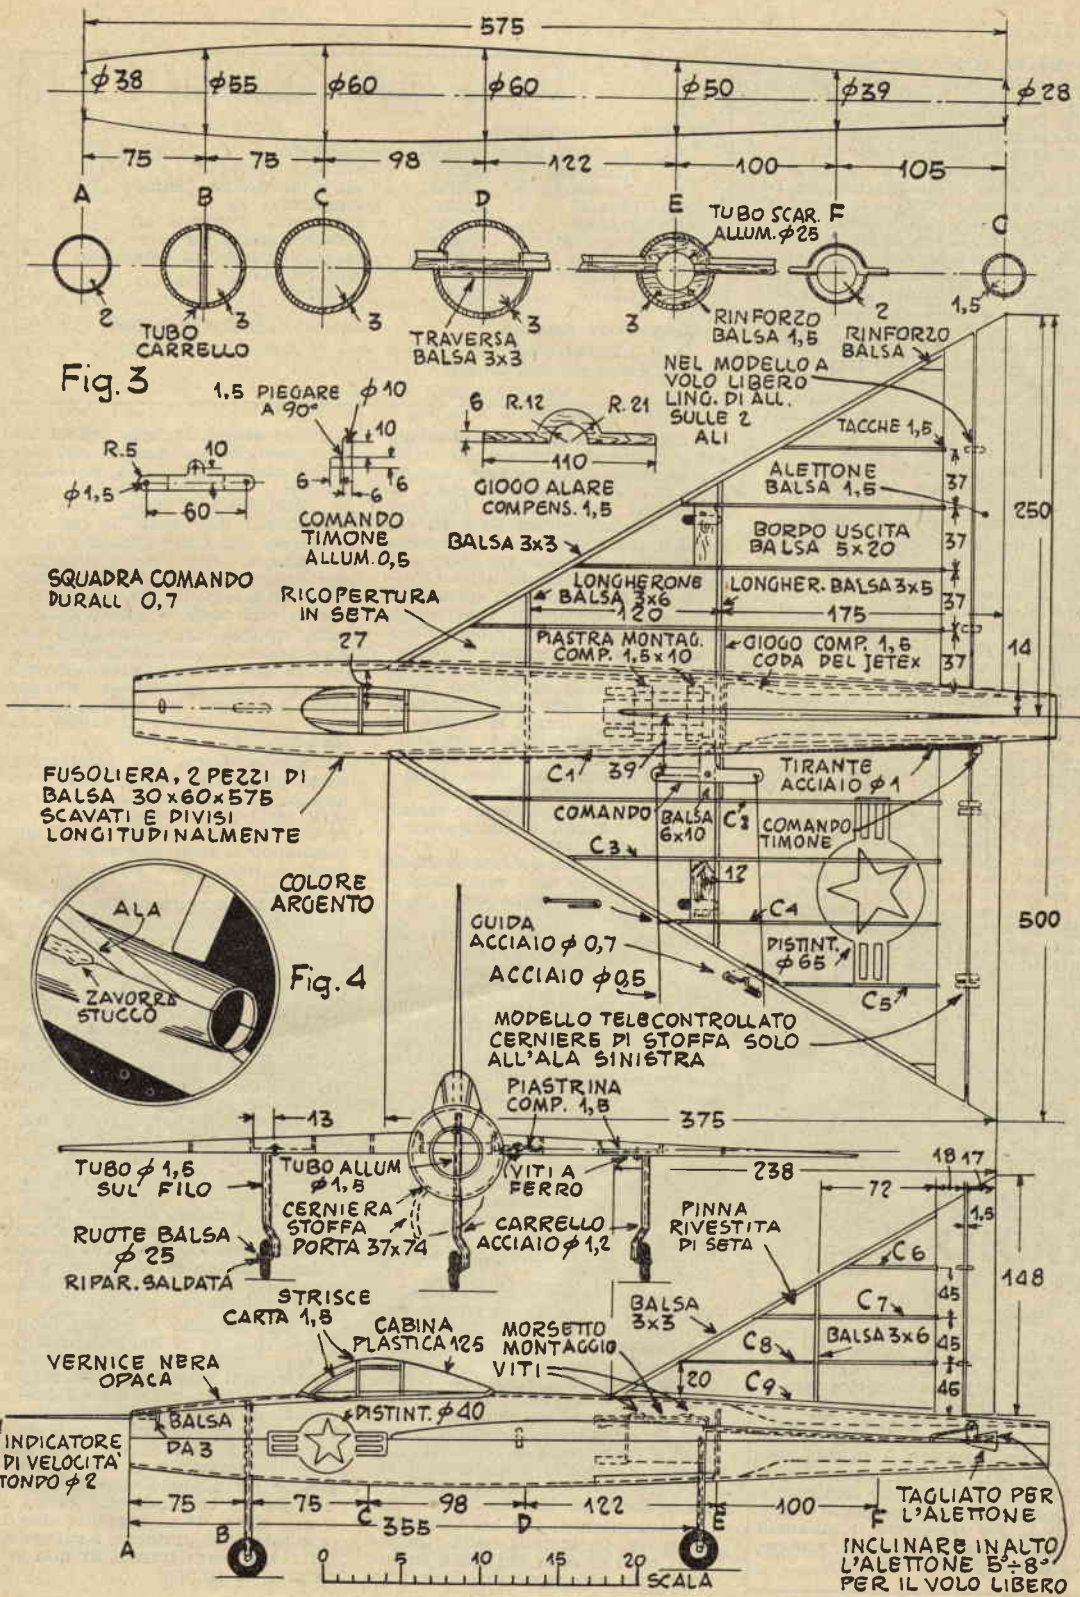 575
ϕ38
ϕ55
ϕ60
ϕ60
ϕ50
ϕ39
ϕ28
75
75
98
122
100
105
A
B
C
D
E
F
C
TUBO SCAR.
ALLUM. ϕ25
2
3
3
3
3
2
1,5
TUBO
CARRELLO
TRAVERSA
BALSA 3x3
RINFORZO
BALSA 1,5
RINFORZO
BALSA
Fig. 3
1,5 PIEGARE
A 90°
ϕ10
10
6
6
6
R.5
10
ϕ1,5
60
6
R.12
R.21
110
NEL MODELLO A
VOLO LIBERO
LING. DI ALL.
SULLE 2
ALI
TACCHE 1,5
GIOGO ALARE
COMPENS. 1,5
COMANDO
TIMONE
ALLUM. 0,5
SQUADRA COMANDO
DURALL 0,7
ALETTONE
BALSA 1,5
BORDO USCITA
BALSA 5x20
37
37
37
37
250
BALSA 3x3
RICOPERTURA
IN SETA
LONGHERONE
BALSA 3x6
LONGHER. BALSA 3x5
120
175
PIASTRA MONTAG.
COMP. 1,5x10
GIOGO COMP. 1,5
CODA DEL JETEX
14
27
FUSOLIERA, 2 PEZZI DI
BALSA 30x60x575
SCAVATI E DIVISI
LONGITUDINALMENTE
C1
39
TIRANTE
ACCIAIO ϕ1
COMANDO
BALSA
6x10
C2
COMANDO
TIMONE
C3
12
C4
DISTINT.
ϕ65
C5
500
COLORE
ARGENTO
ALA
ZAVORRA
STUCCO
Fig. 4
GUIDA
ACCIAIO ϕ 0,7
ACCIAIO ϕ0,5
MODELLO TELECONTROLLATO
CERNIERE DI STOFFA SOLO
ALL'ALA SINISTRA
PIASTRINA
COMP. 1,5
13
375
238
TUBO ϕ 1,5
SUL FILO
TUBO ALLUM
ϕ1,5
VITI A
FERRO
CERNIERA
STOFFA
PORTA 37x74
CARRELLO
ACCIAIO ϕ 1,2
RUOTE BALSA
ϕ 25
RIPAR. SALDATA
PINNA
RIVESTITA
DI SETA
72
18
17
1,5
148
C6
C7
C8
C9
45
45
46
BALSA
3x3
BALSA 3x6
20
STRISCE
CARTA 1,5
CABINA
PLASTICA 125
MORSETTO
MONTAGGIO
VITI
VERNICE NERA
OPACA
BALSA
DA 3
DISTINT. ϕ40
INDICATORE
DI VELOCITA'
TONDO ϕ 2
75
75
98
122
100
A
B
C
D
E
F
355
TAGLIATO PER
L'ALETTONE
INCLINARE IN ALTO
L'ALETTONE 5°÷8°
PER IL VOLO LIBERO
0
5
10
15
20
SCALA